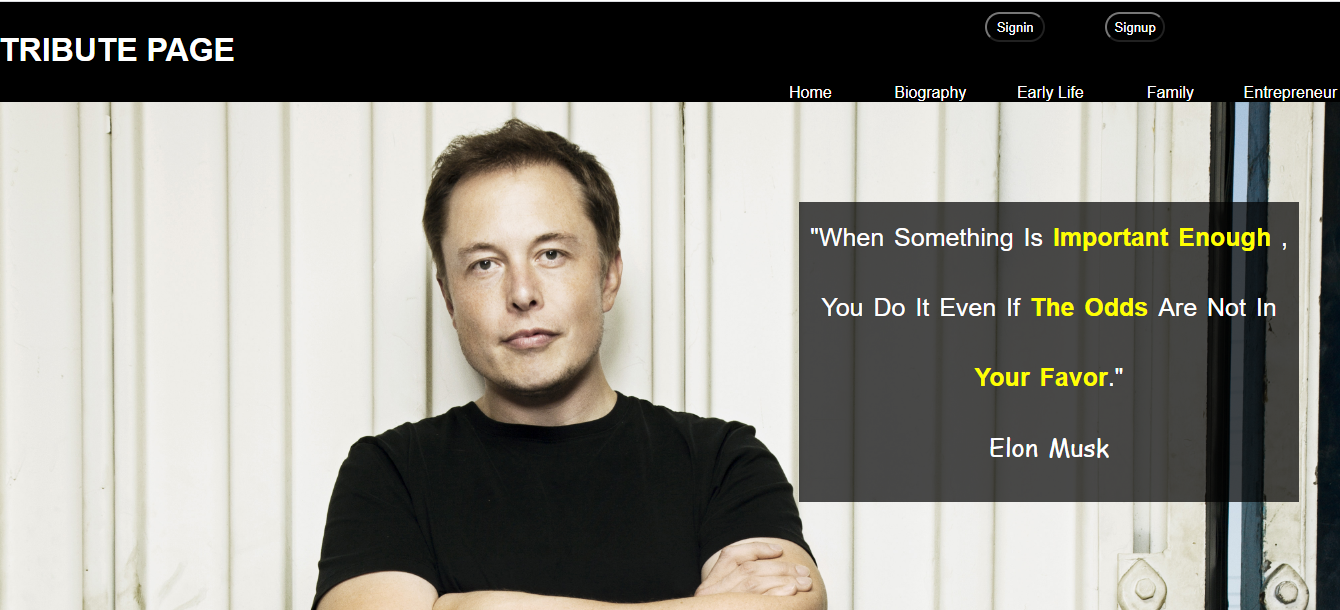 Signin Signup
TRIBUTE PAGE
Home Biography Early Life Family Entrepreneur
"When Something Is Important Enough ,
You Do It Even If The Odds Are Not In
Your Favor."
Elon Musk